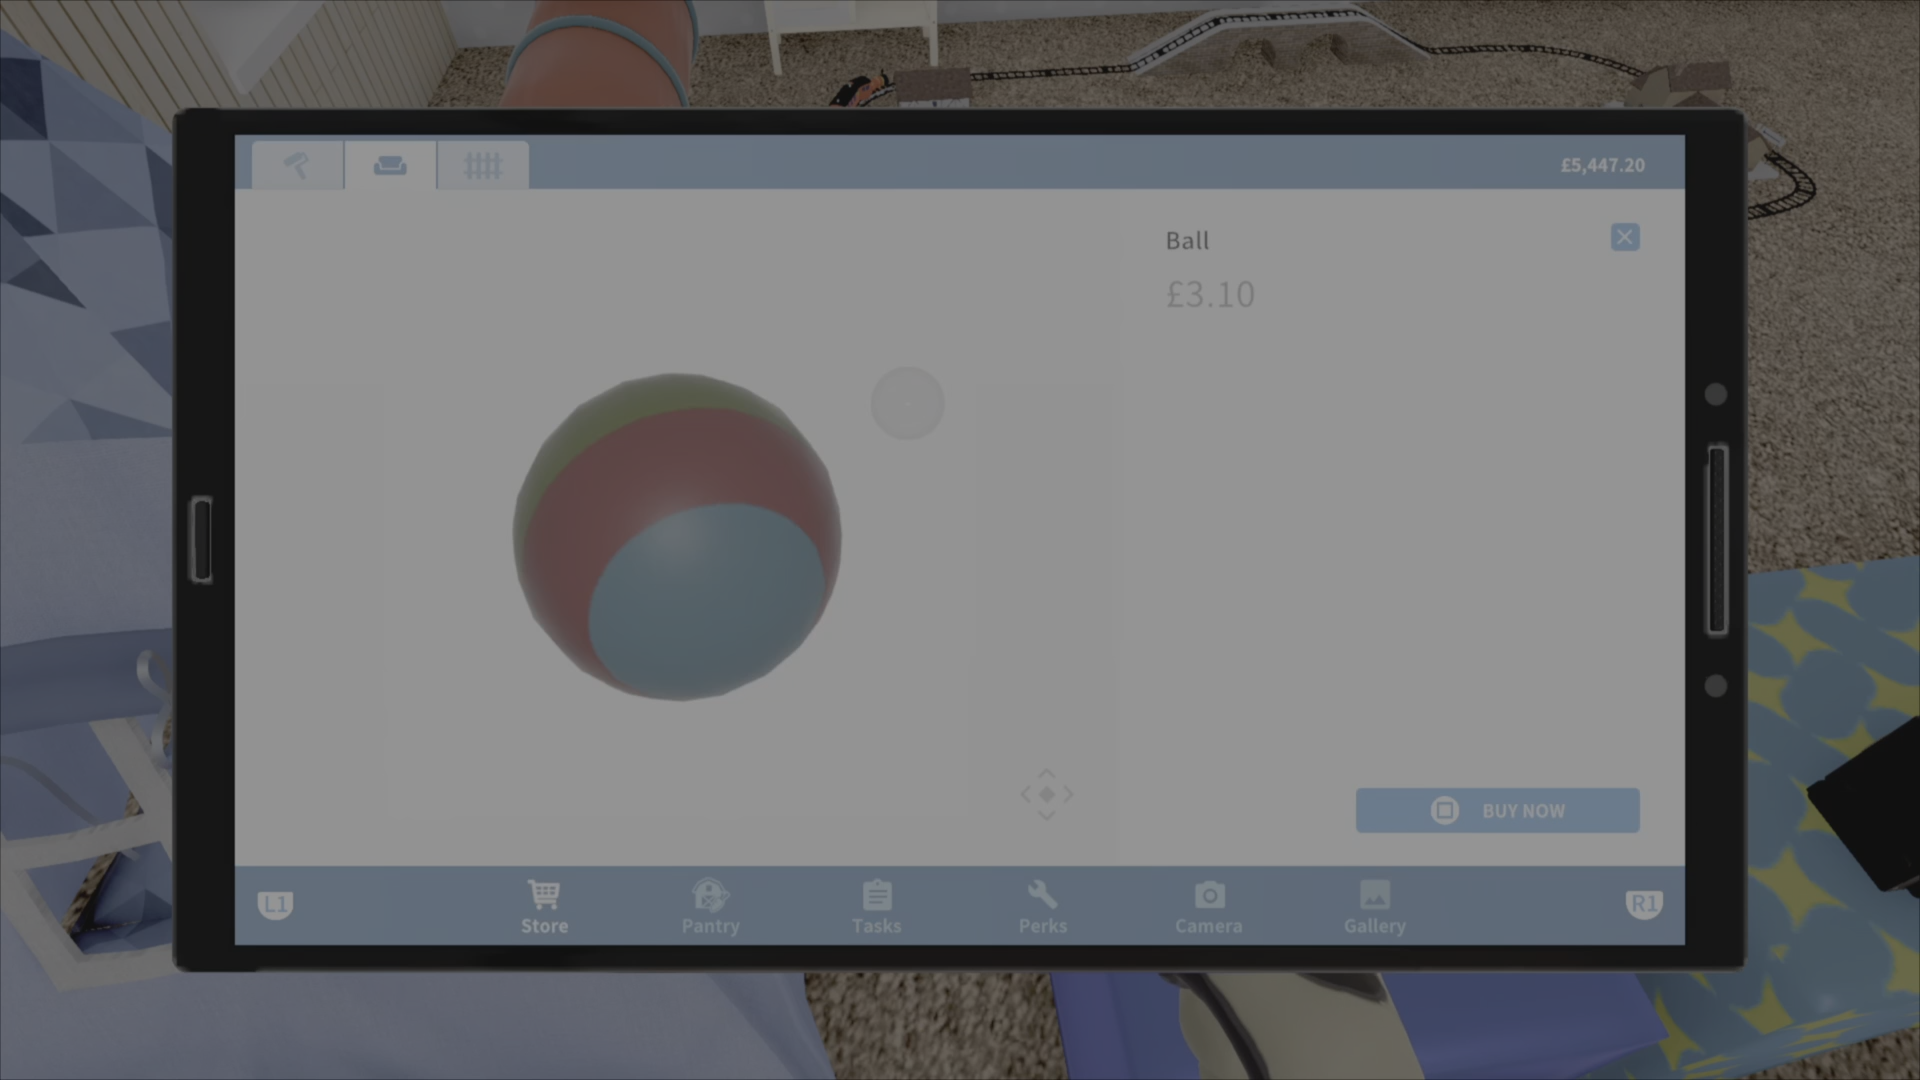 £5,447.20
Ball
£3.10
BUY NOW
L1
Store
Pantry
Tasks
Perks
Camera
Gallery
R1